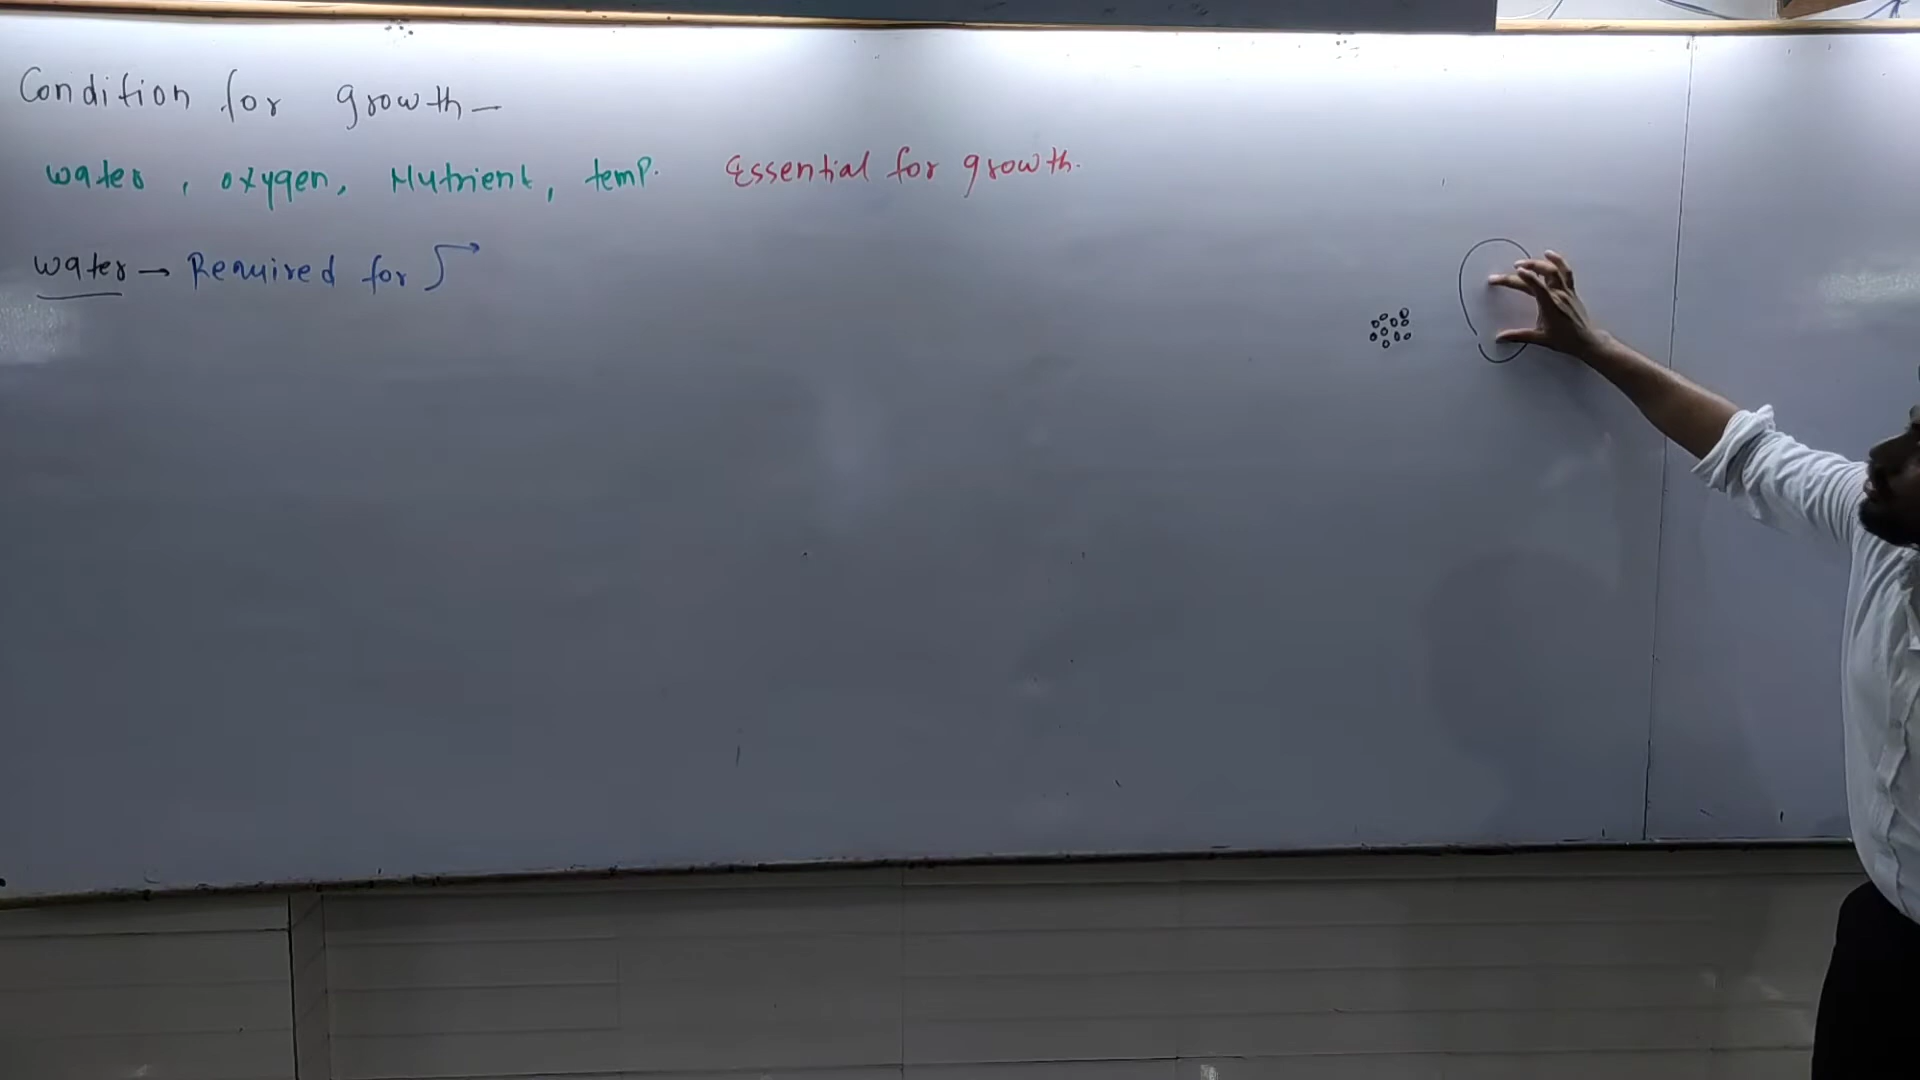 Condition for growth -
water, oxygen, Nutrient, temp. Essential for growth.
water → Required for